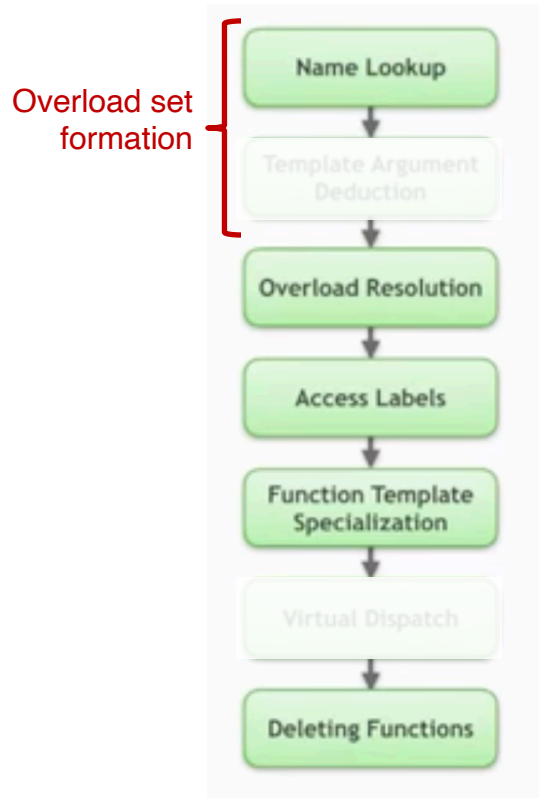 Overload set
formation
Name Lookup
Template Argument
Deduction
Overload Resolution
Access Labels
Function Template
Specialization
Virtual Dispatch
Deleting Functions